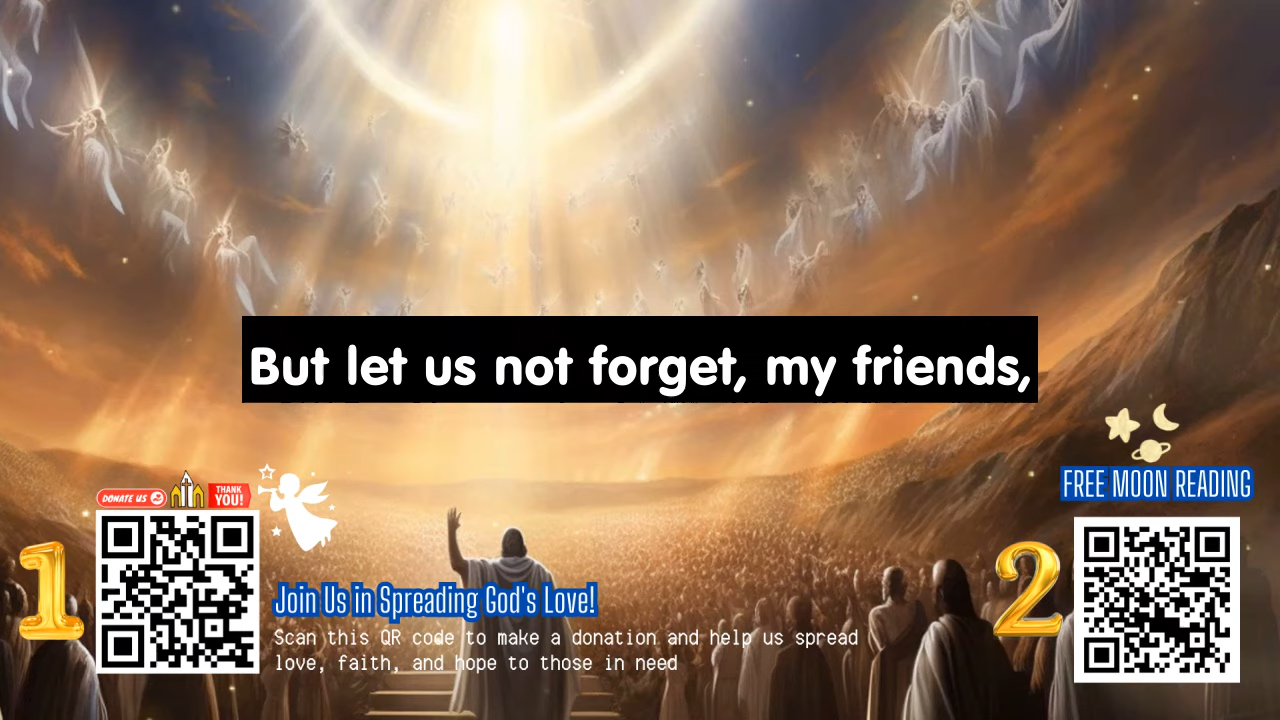 But let us not forget, my friends,
FREE MOON READING
DONATE US
THANK
YOU!
1
2
Join Us in Spreading God's Love!
Scan this QR code to make a donation and help us spread
love, faith, and hope to those in need